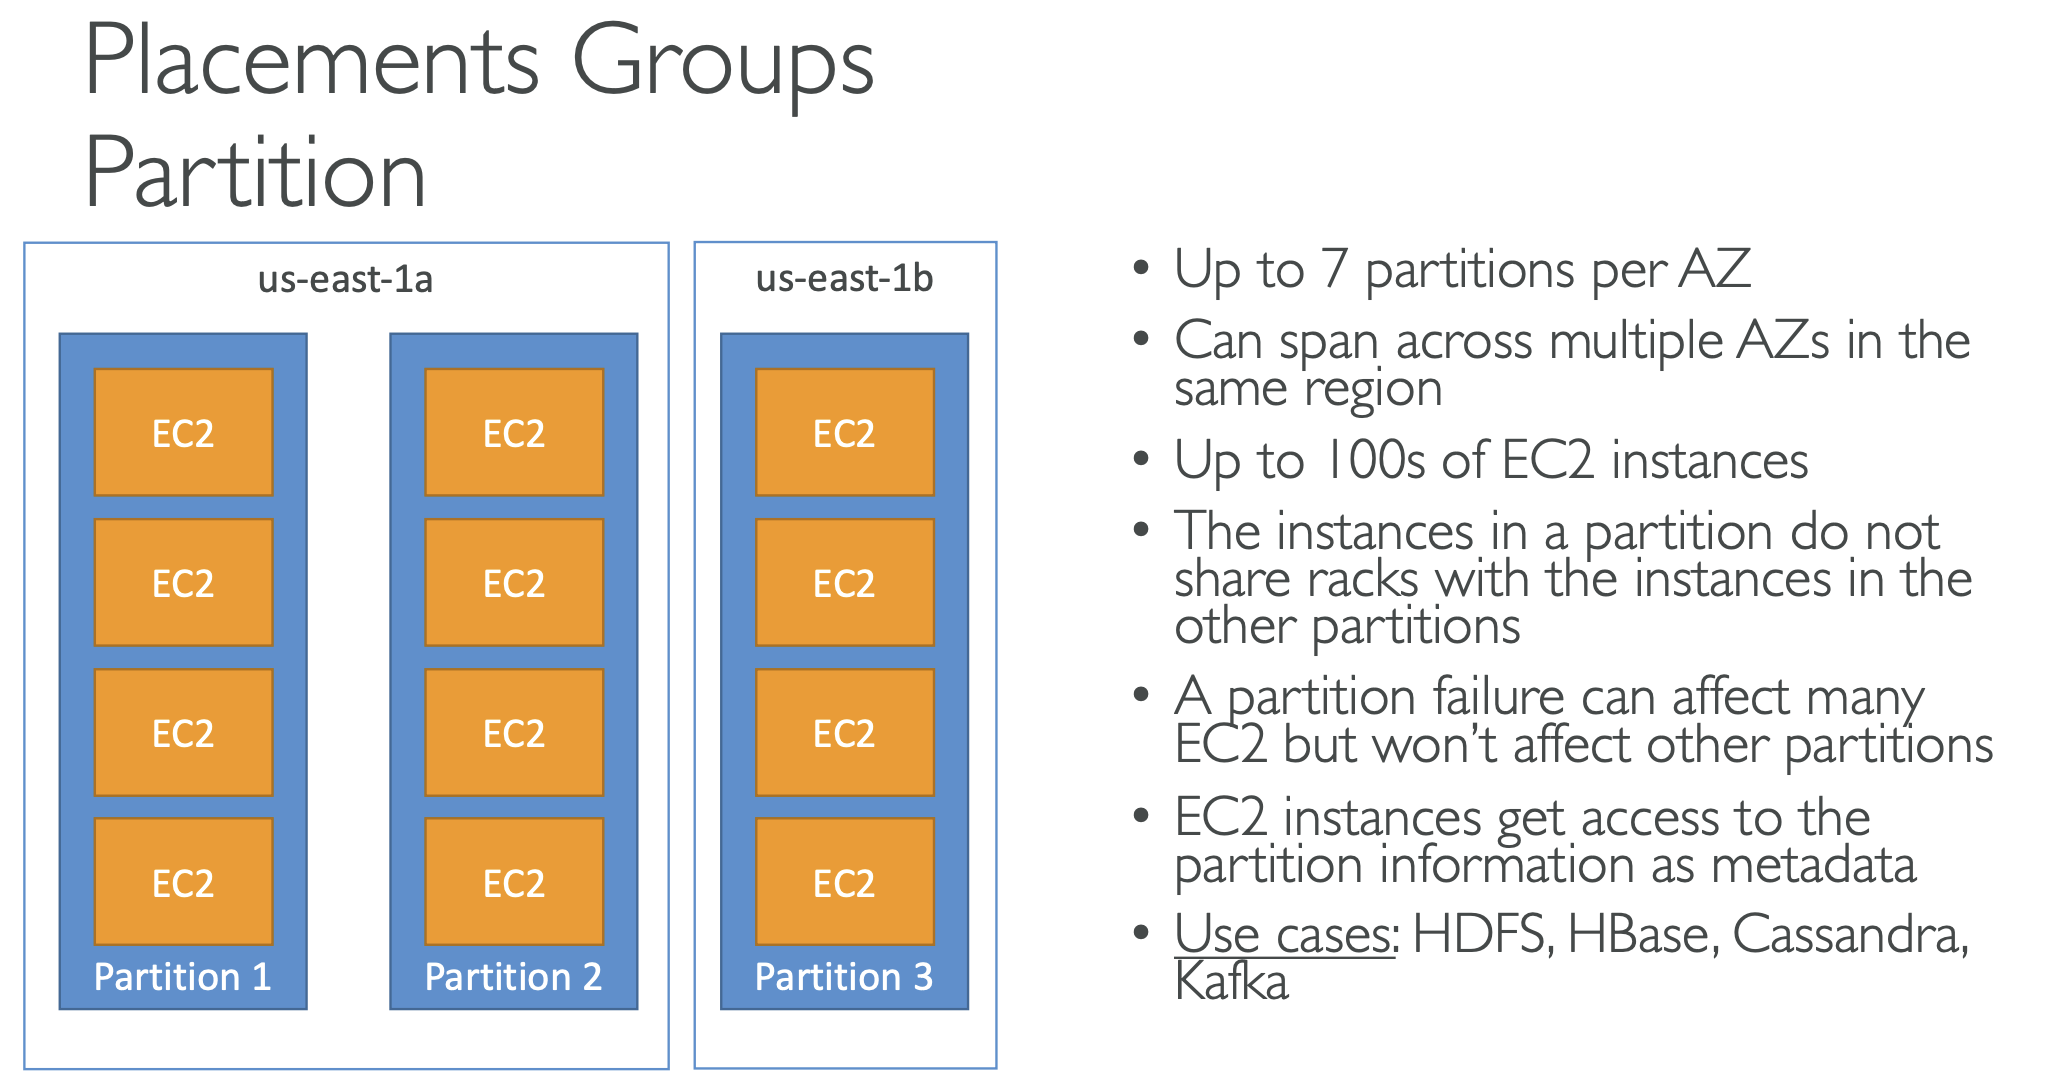 Placements Groups
Partition
us-east-1a
EC2
EC2
EC2
EC2
Partition 1
EC2
EC2
EC2
EC2
Partition 2
us-east-1b
EC2
EC2
EC2
EC2
Partition 3
• Up to 7 partitions per AZ
• Can span across multiple AZs in the
same region
• Up to 100s of EC2 instances
• The instances in a partition do not
share racks with the instances in the
other partitions
• A partition failure can affect many
EC2 but won’t affect other partitions
• EC2 instances get access to the
partition information as metadata
• Use cases: HDFS, HBase, Cassandra,
Kafka